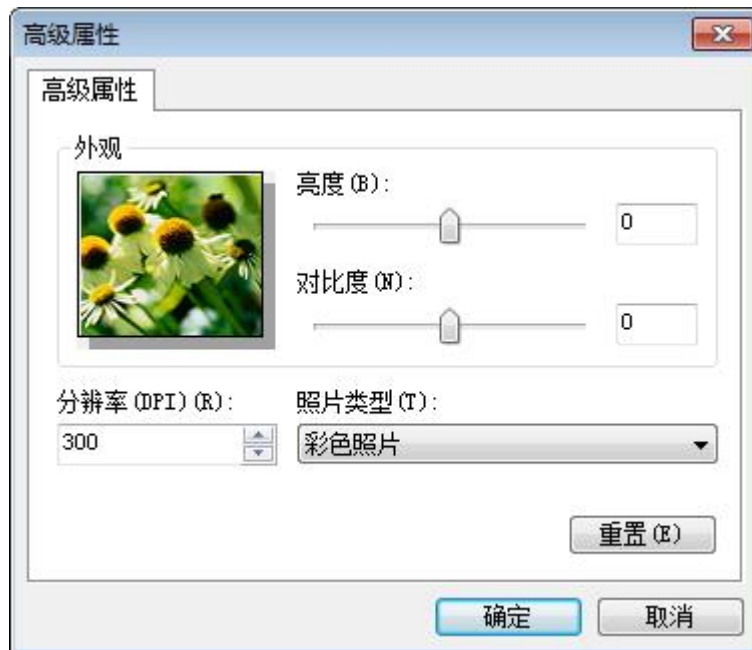 高级属性
高级属性
外观
亮度(B):
0
对比度(N):
0
分辨率(DPI)(R):
照片类型(T):
300
彩色照片
重置(E)
确定
取消